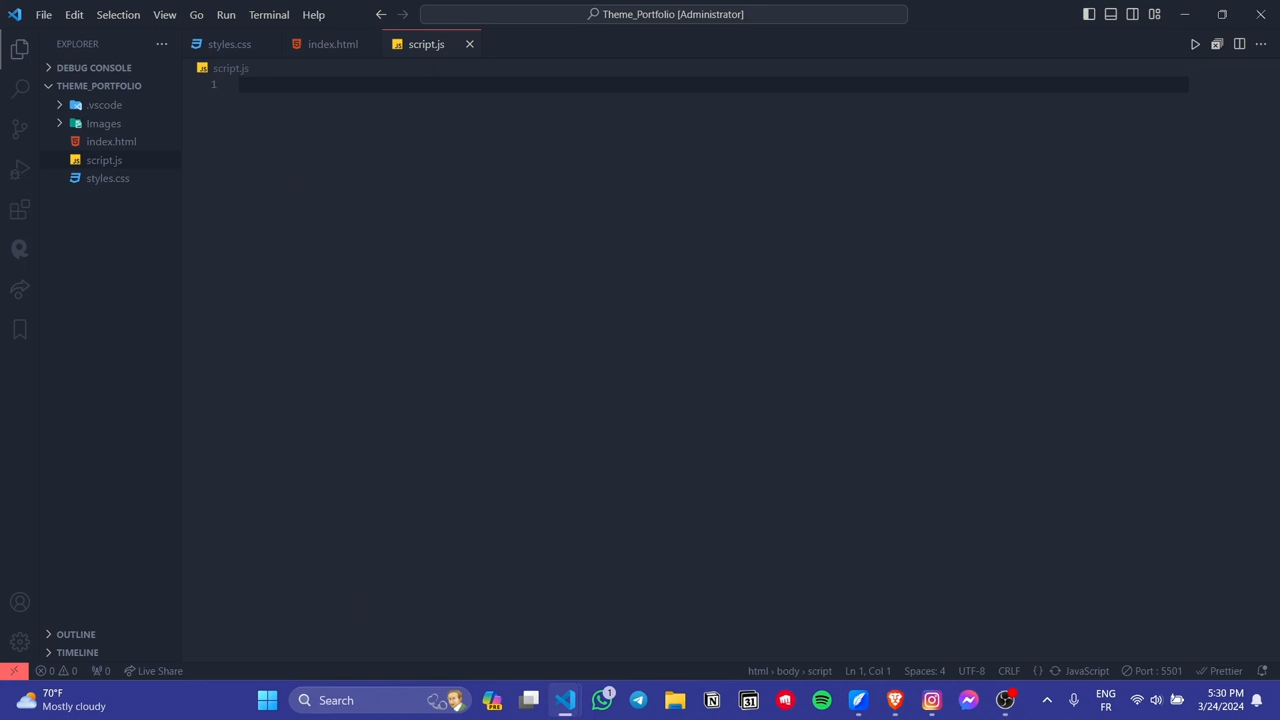 File Edit Selection View Go Run Terminal Help
Theme_Portfolio [Administrator]
EXPLORER
styles.css
index.html
script.js
DEBUG CONSOLE
script.js
THEME_PORTFOLIO
1
.vscode
Images
index.html
script.js
styles.css
OUTLINE
TIMELINE
0 0 0 Live Share
html › body › script Ln 1, Col 1 Spaces: 4 UTF-8 CRLF {} JavaScript Port : 5501 Prettier
70°F
Mostly cloudy
Search
PRE
1
31
ENG
FR
5:30 PM
3/24/2024